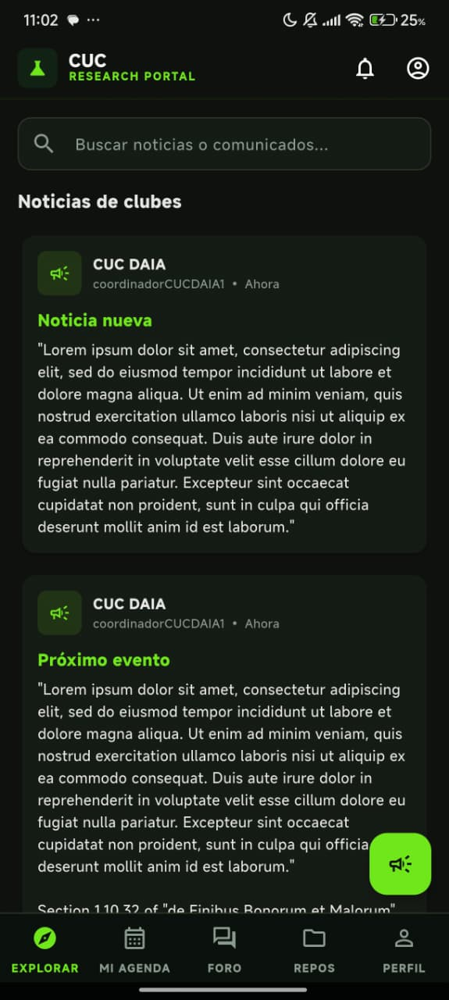 11:02
25%
CUC
RESEARCH PORTAL
Buscar noticias o comunicados...
Noticias de clubes
CUC DAIA
coordinadorCUCDAIA1 • Ahora
Noticia nueva
"Lorem ipsum dolor sit amet, consectetur adipiscing
elit, sed do eiusmod tempor incididunt ut labore et
dolore magna aliqua. Ut enim ad minim veniam, quis
nostrud exercitation ullamco laboris nisi ut aliquip ex
ea commodo consequat. Duis aute irure dolor in
reprehenderit in voluptate velit esse cillum dolore eu
fugiat nulla pariatur. Excepteur sint occaecat
cupidatat non proident, sunt in culpa qui officia
deserunt mollit anim id est laborum."
CUC DAIA
coordinadorCUCDAIA1 • Ahora
Próximo evento
"Lorem ipsum dolor sit amet, consectetur adipiscing
elit, sed do eiusmod tempor incididunt ut labore et
dolore magna aliqua. Ut enim ad minim veniam, quis
nostrud exercitation ullamco laboris nisi ut aliquip ex
ea commodo consequat. Duis aute irure dolor in
reprehenderit in voluptate velit esse cillum dolore eu
fugiat nulla pariatur. Excepteur sint occaecat
cupidatat non proident, sunt in culpa qui officia
deserunt mollit anim id est laborum."
Section 1.10.32 of "de Finibus Bonorum et Malorum"
EXPLORAR
MI AGENDA
FORO
REPOS
PERFIL